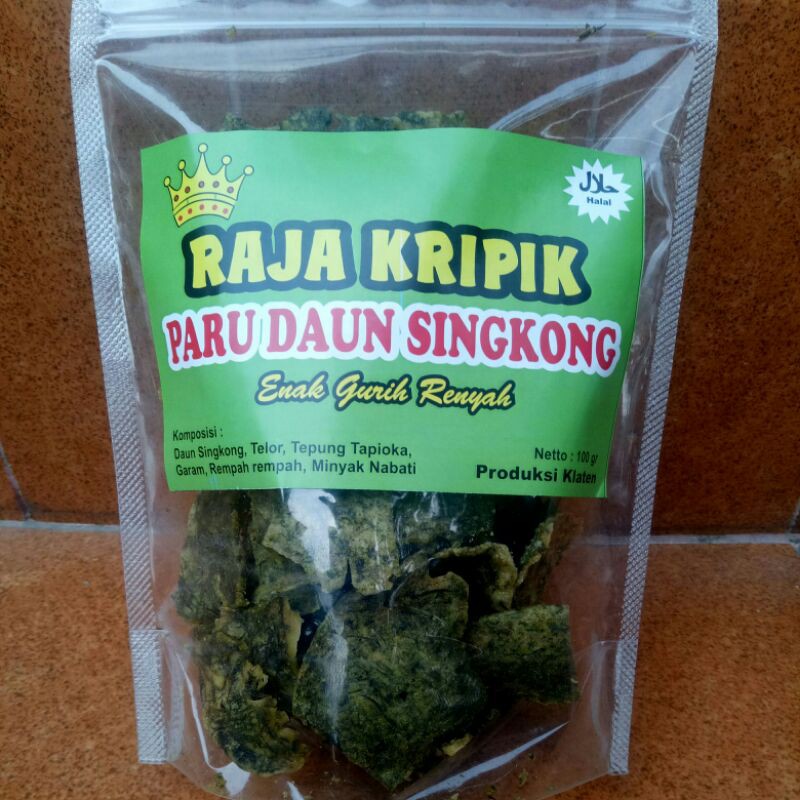 حلال
Halal
RAJA KRIPIK
PARU DAUN SINGKONG
Enak Gurih Renyah
Komposisi :
Daun Singkong, Telor, Tepung Tapioka,
Garam, Rempah rempah, Minyak Nabati
Netto : 100 gr
Produksi Klaten